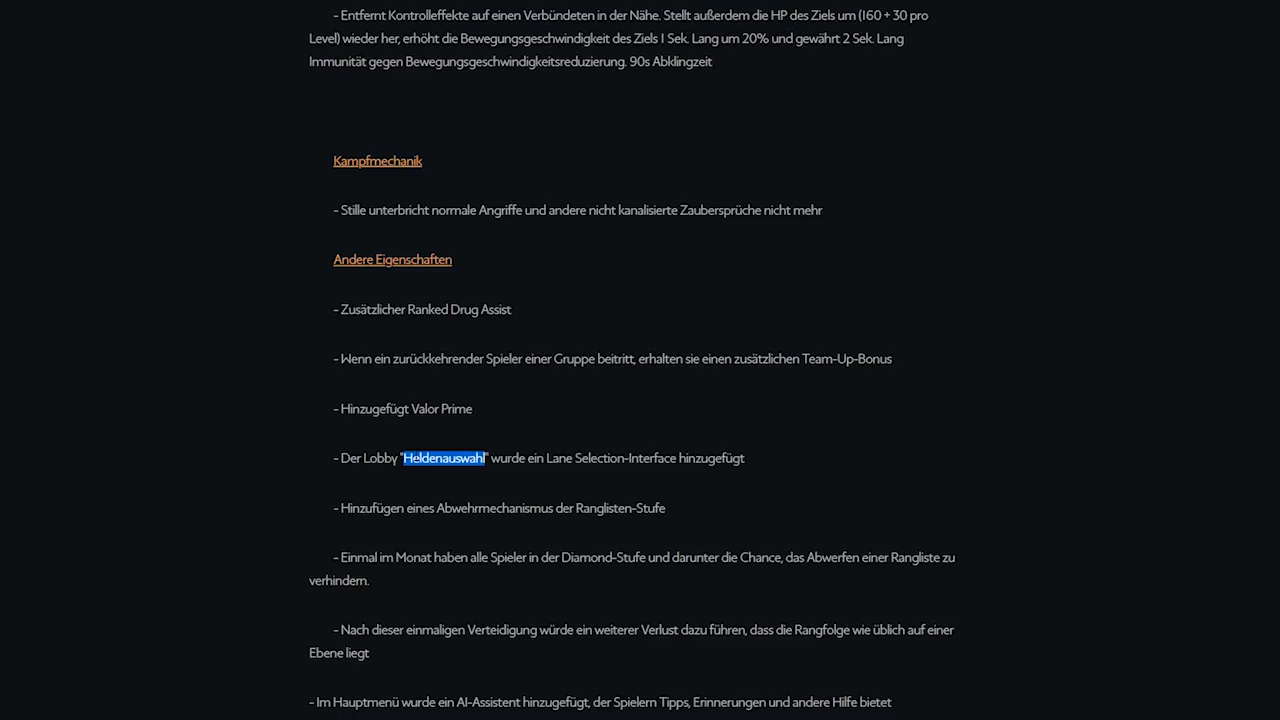 - Entfernt Kontrolleffekte auf einen Verbündeten in der Nähe. Stellt außerdem die HP des Ziels um (160 + 30 pro
Level) wieder her, erhöht die Bewegungsgeschwindigkeit des Ziels 1 Sek. Lang um 20% und gewährt 2 Sek. Lang
Immunität gegen Bewegungsgeschwindigkeitsreduzierung. 90s Abklingzeit
Kampfmechanik
- Stille unterbricht normale Angriffe und andere nicht kanalisierte Zaubersprüche nicht mehr
Andere Eigenschaften
- Zusätzlicher Ranked Drug Assist
- Wenn ein zurückkehrender Spieler einer Gruppe beitritt, erhalten sie einen zusätzlichen Team-Up-Bonus
- Hinzugefügt Valor Prime
- Der Lobby "Heldenauswahl" wurde ein Lane Selection-Interface hinzugefügt
- Hinzufügen eines Abwehrmechanismus der Ranglisten-Stufe
- Einmal im Monat haben alle Spieler in der Diamond-Stufe und darunter die Chance, das Abwerfen einer Rangliste zu
verhindern.
- Nach dieser einmaligen Verteidigung würde ein weiterer Verlust dazu führen, dass die Rangfolge wie üblich auf einer
Ebene liegt
- Im Hauptmenü wurde ein AI-Assistent hinzugefügt, der Spielern Tipps, Erinnerungen und andere Hilfe bietet